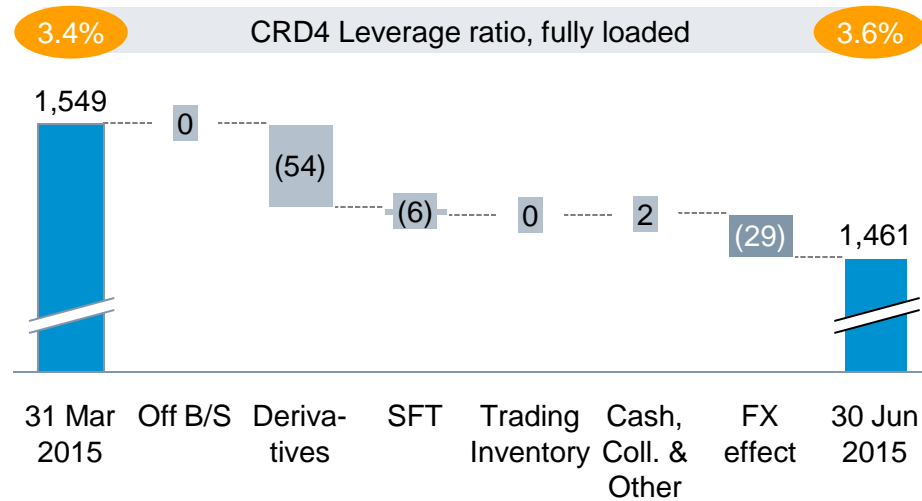 3.4% CRD4 Leverage ratio, fully loaded 3.6%
1,549
0
(54)
(6)
0
2
(29)
1,461
31 Mar
2015
Off B/S
Deriva-
tives
SFT
Trading
Inventory
Cash,
Coll. &
Other
FX
effect
30 Jun
2015